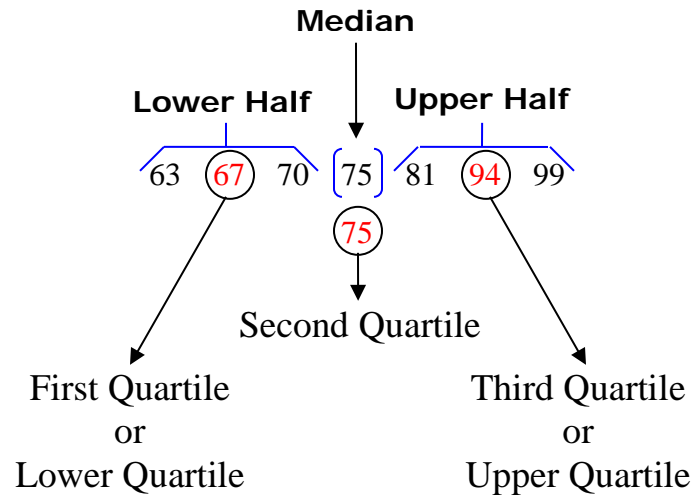 Median
Lower Half Upper Half
63 67 70 75 81 94 99
75
Second Quartile
First Quartile Third Quartile
or or
Lower Quartile Upper Quartile